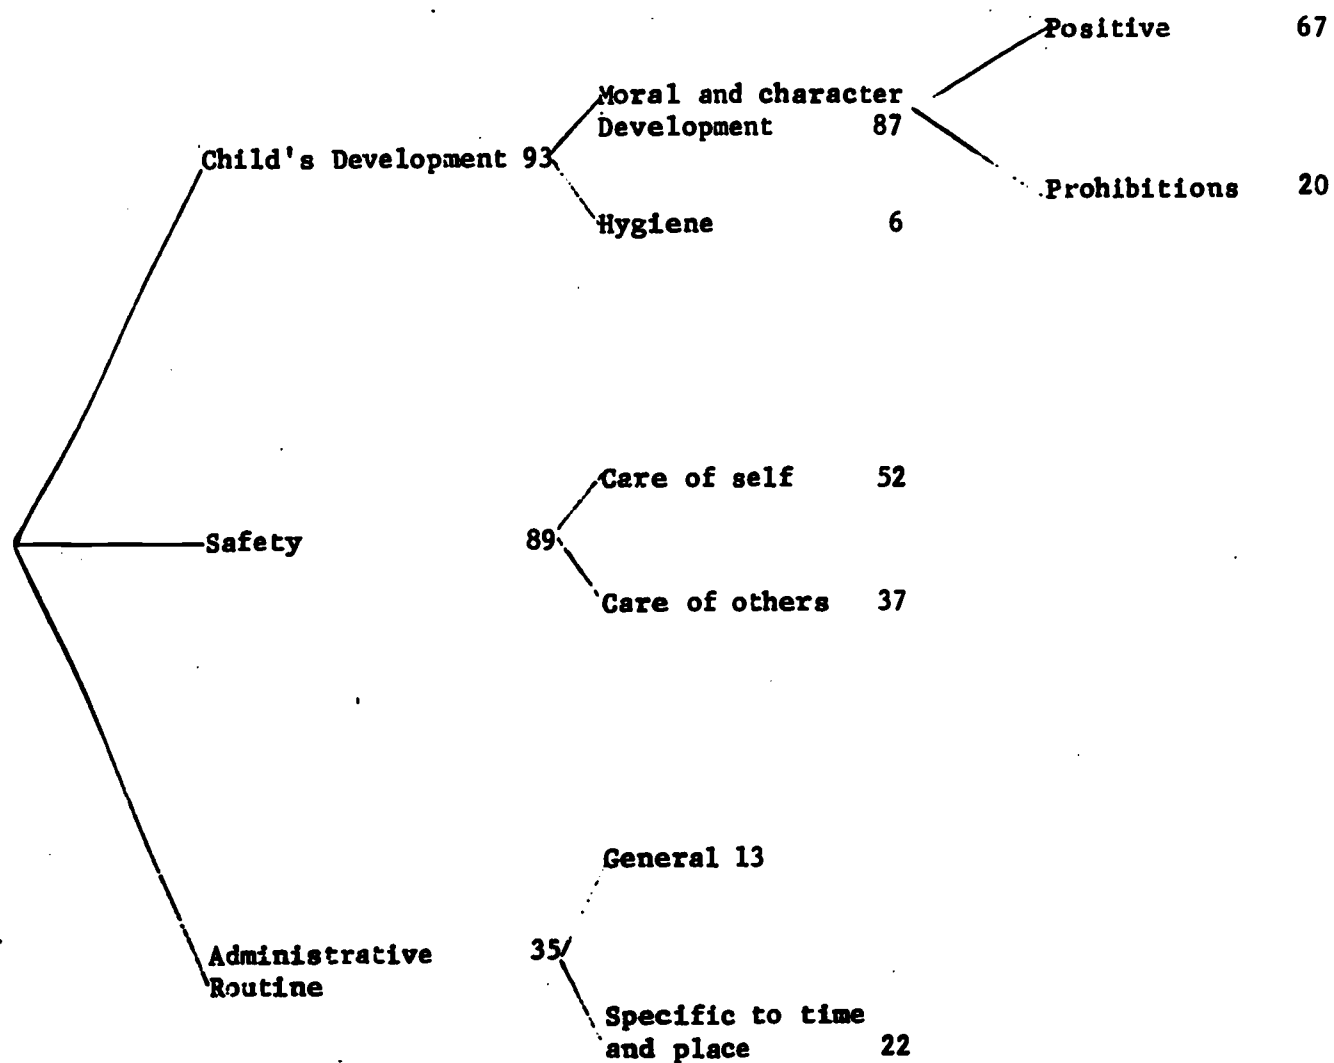 Positive 67
Moral and character
Development 87
Child's Development 93
Prohibitions 20
Hygiene 6
Care of self 52
Safety 89
Care of others 37
General 13
Administrative 35
Routine
Specific to time
and place 22